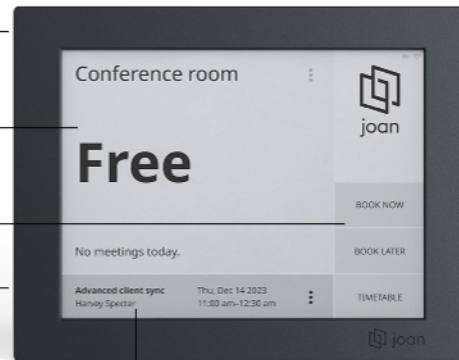 Conference room
joan
Free
BOOK NOW
No meetings today.
BOOK LATER
Advanced client sync
Thu, Dec 14 2023
Harvey Specter
11:00 am–12:30 am
TIMETABLE
joan